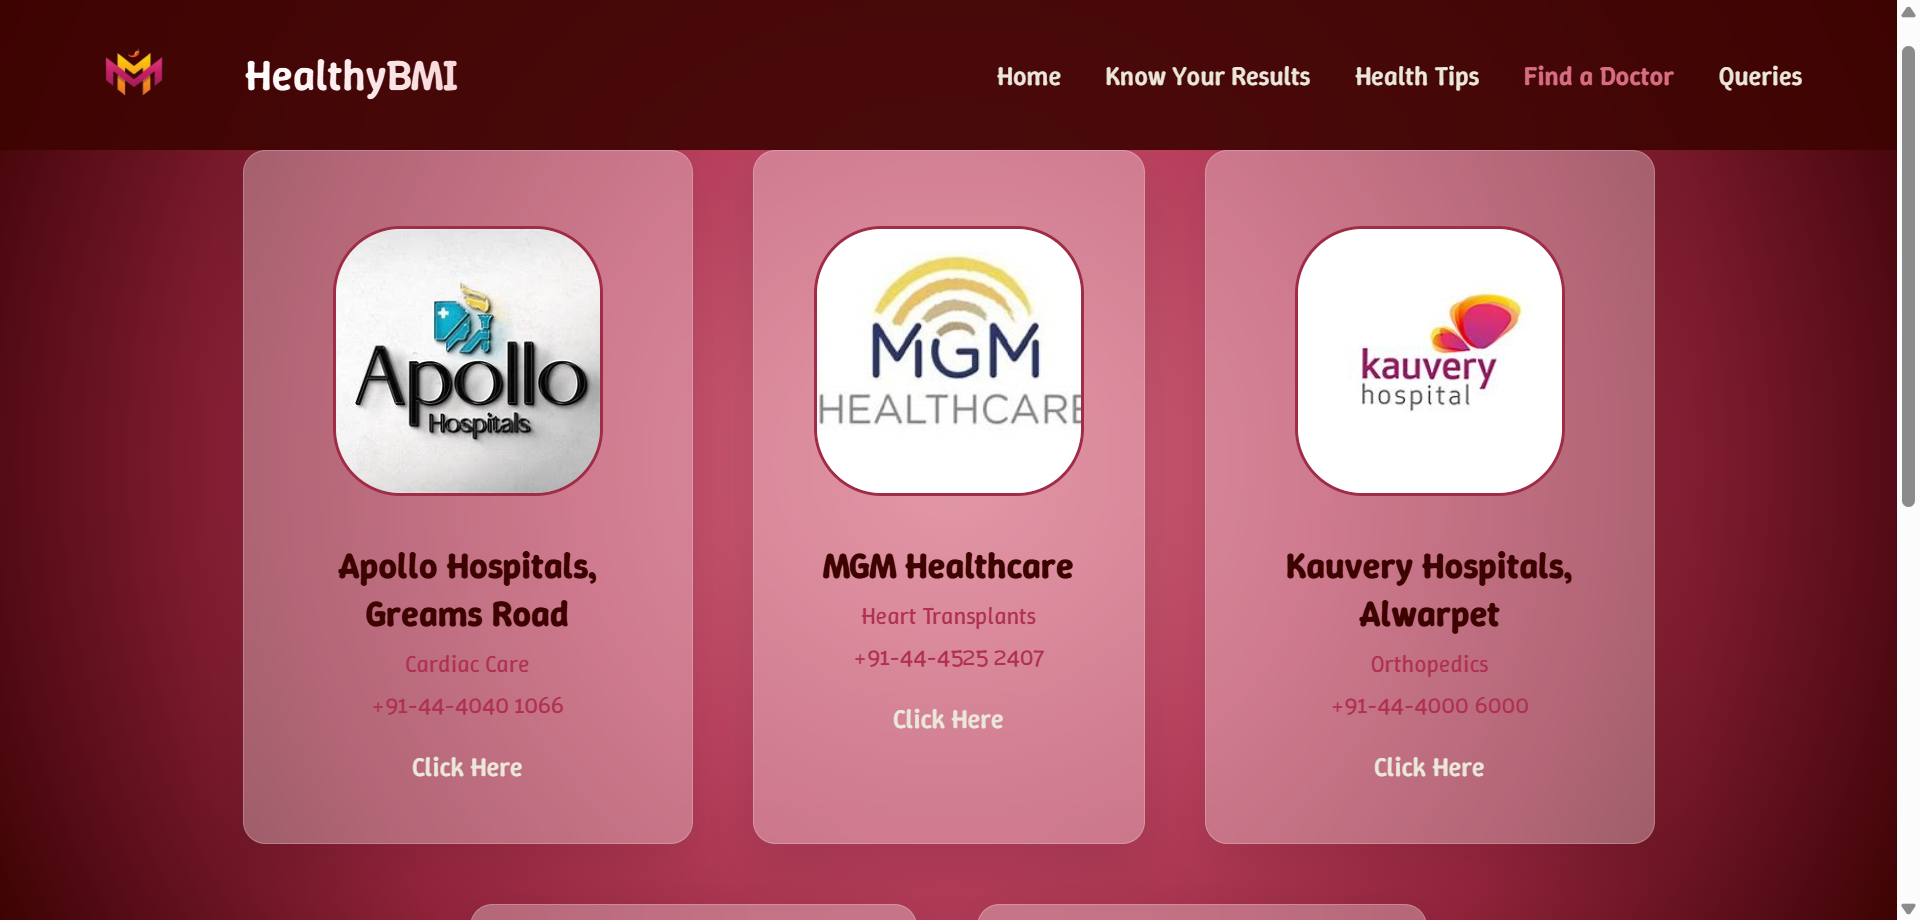 HealthyBMI
Home Know Your Results Health Tips Find a Doctor Queries
Apollo
Hospitals
MGM
HEALTHCARE
kauvery
hospital
Apollo Hospitals,
Greams Road
Cardiac Care
+91-44-4040 1066
Click Here
MGM Healthcare
Heart Transplants
+91-44-4525 2407
Click Here
Kauvery Hospitals,
Alwarpet
Orthopedics
+91-44-4000 6000
Click Here